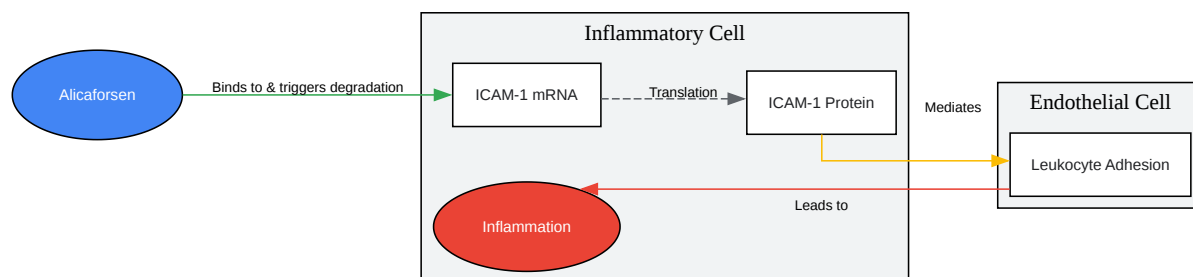 Inflammatory Cell
Alicaforsen
Binds to & triggers degradation
ICAM-1 mRNA
Translation
ICAM-1 Protein
Mediates
Endothelial Cell
Leukocyte Adhesion
Leads to
Inflammation